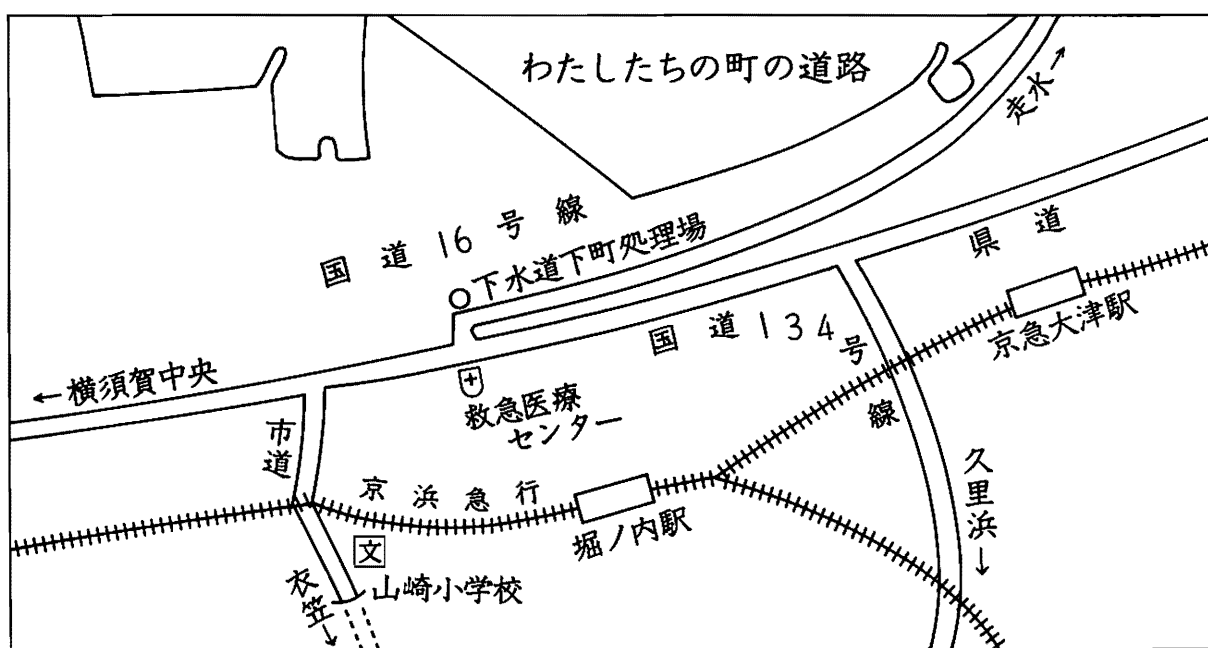 わたしたちの町の道路
走水→
国道16号線
下水道下町処理場
県道
国道134号線
京急大津駅
←横須賀中央
救急医療
センター
市道
京浜急行
堀ノ内駅
久里浜→
文
山崎小学校
衣笠→